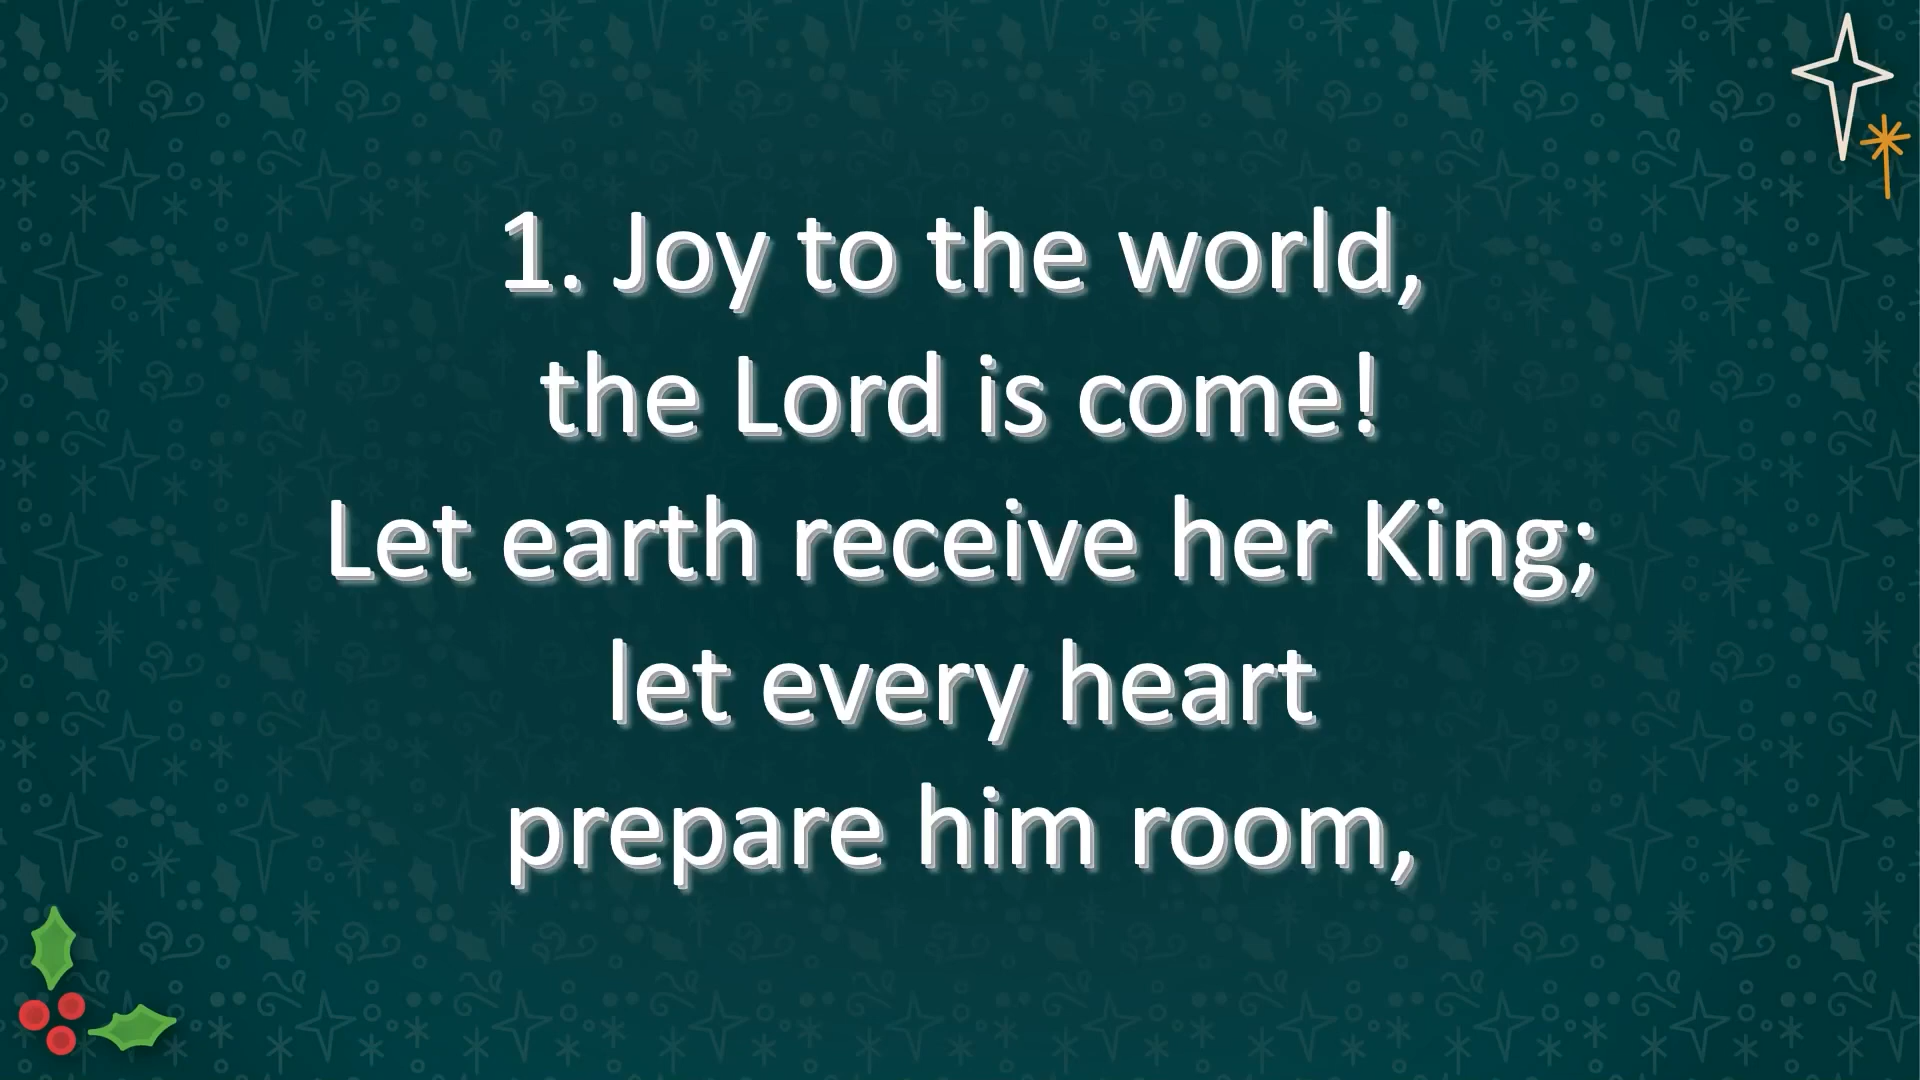 1. Joy to the world,
the Lord is come!
Let earth receive her King;
let every heart
prepare him room,